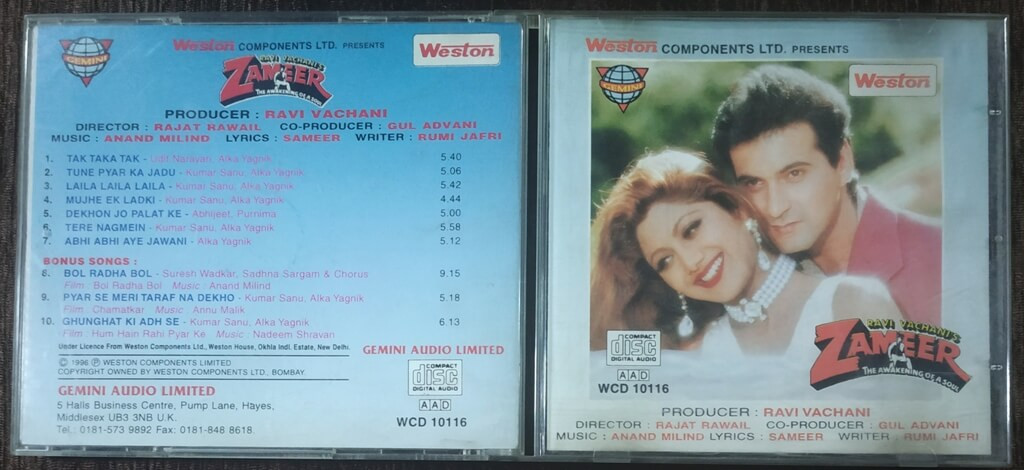 GEMINI
Weston COMPONENTS LTD. PRESENTS
Weston
RAVI VACHANI'S
ZAMEER
THE AWAKENING OF A SOUL
PRODUCER : RAVI VACHANI
DIRECTOR : RAJAT RAWAIL CO-PRODUCER : GUL ADVANI
MUSIC : ANAND MILIND LYRICS : SAMEER WRITER : RUMI JAFRI
1. TAK TAKA TAK - Udit Narayan, Alka Yagnik 5.40
2. TUNE PYAR KA JADU - Kumar Sanu, Alka Yagnik 5.06
3. LAILA LAILA LAILA - Kumar Sanu, Alka Yagnik 5.42
4. MUJHE EK LADKI - Kumar Sanu, Alka Yagnik 4.44
5. DEKHON JO PALAT KE - Abhijeet, Purnima 5.00
6. TERE NAGMEIN - Kumar Sanu, Alka Yagnik 5.58
7. ABHI ABHI AYE JAWANI - Alka Yagnik 5.12
BONUS SONGS :
8. BOL RADHA BOL - Suresh Wadkar, Sadhna Sargam & Chorus 9.15
Film : Bol Radha Bol Music : Anand Milind
9. PYAR SE MERI TARAF NA DEKHO - Kumar Sanu, Alka Yagnik 5.18
Film : Chamatkar Music : Annu Malik
10. GHUNGHAT KI ADH SE - Kumar Sanu, Alka Yagnik 6.13
Film : Hum Hain Rahi Pyar Ke Music : Nadeem Shravan
Under Licence From Weston Components Ltd., Weston House, Okhla Indl. Estate, New Delhi.
GEMINI AUDIO LIMITED
© 1996 ℗ WESTON COMPONENTS LIMITED
COPYRIGHT OWNED BY WESTON COMPONENTS LTD., BOMBAY.
GEMINI AUDIO LIMITED
5 Halls Business Centre, Pump Lane, Hayes,
Middlesex UB3 3NB U.K.
Tel.: 0181-573 9892 Fax: 0181-848 8618.
COMPACT
disc
DIGITAL AUDIO
AAD
WCD 10116
Weston COMPONENTS LTD. PRESENTS
GEMINI
Weston
COMPACT
disc
DIGITAL AUDIO
AAD
WCD 10116
RAVI VACHANI'S
ZAMEER
THE AWAKENING OF A SOUL
PRODUCER : RAVI VACHANI
DIRECTOR : RAJAT RAWAIL CO-PRODUCER : GUL ADVANI
MUSIC : ANAND MILIND LYRICS : SAMEER WRITER : RUMI JAFRI